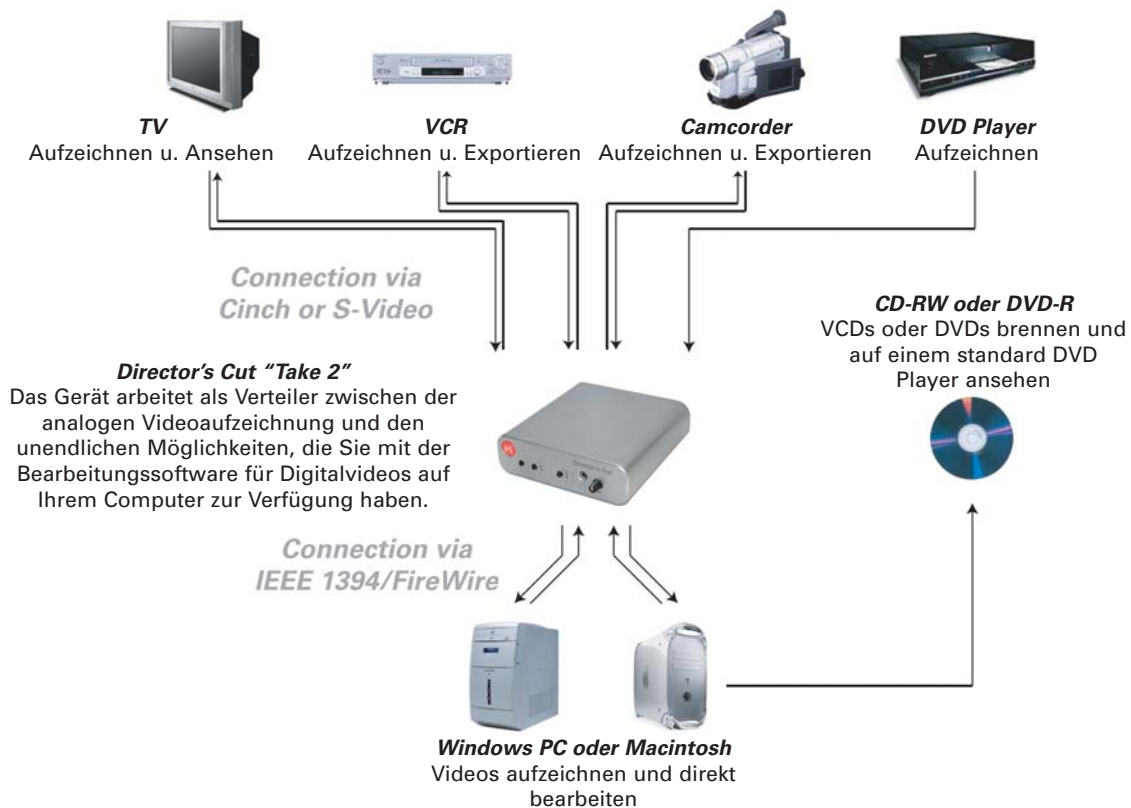 TV
Aufzeichnen u. Ansehen
VCR
Aufzeichnen u. Exportieren
Camcorder
Aufzeichnen u. Exportieren
DVD Player
Aufzeichnen
Connection via
Cinch or S-Video
CD-RW oder DVD-R
VCDs oder DVDs brennen und
auf einem standard DVD
Player ansehen
Director's Cut “Take 2”
Das Gerät arbeitet als Verteiler zwischen der
analogen Videoaufzeichnung und den
unendlichen Möglichkeiten, die Sie mit der
Bearbeitungssoftware für Digitalvideos auf
Ihrem Computer zur Verfügung haben.
Director's Cut
Connection via
IEEE 1394/FireWire
Windows PC oder Macintosh
Videos aufzeichnen und direkt
bearbeiten